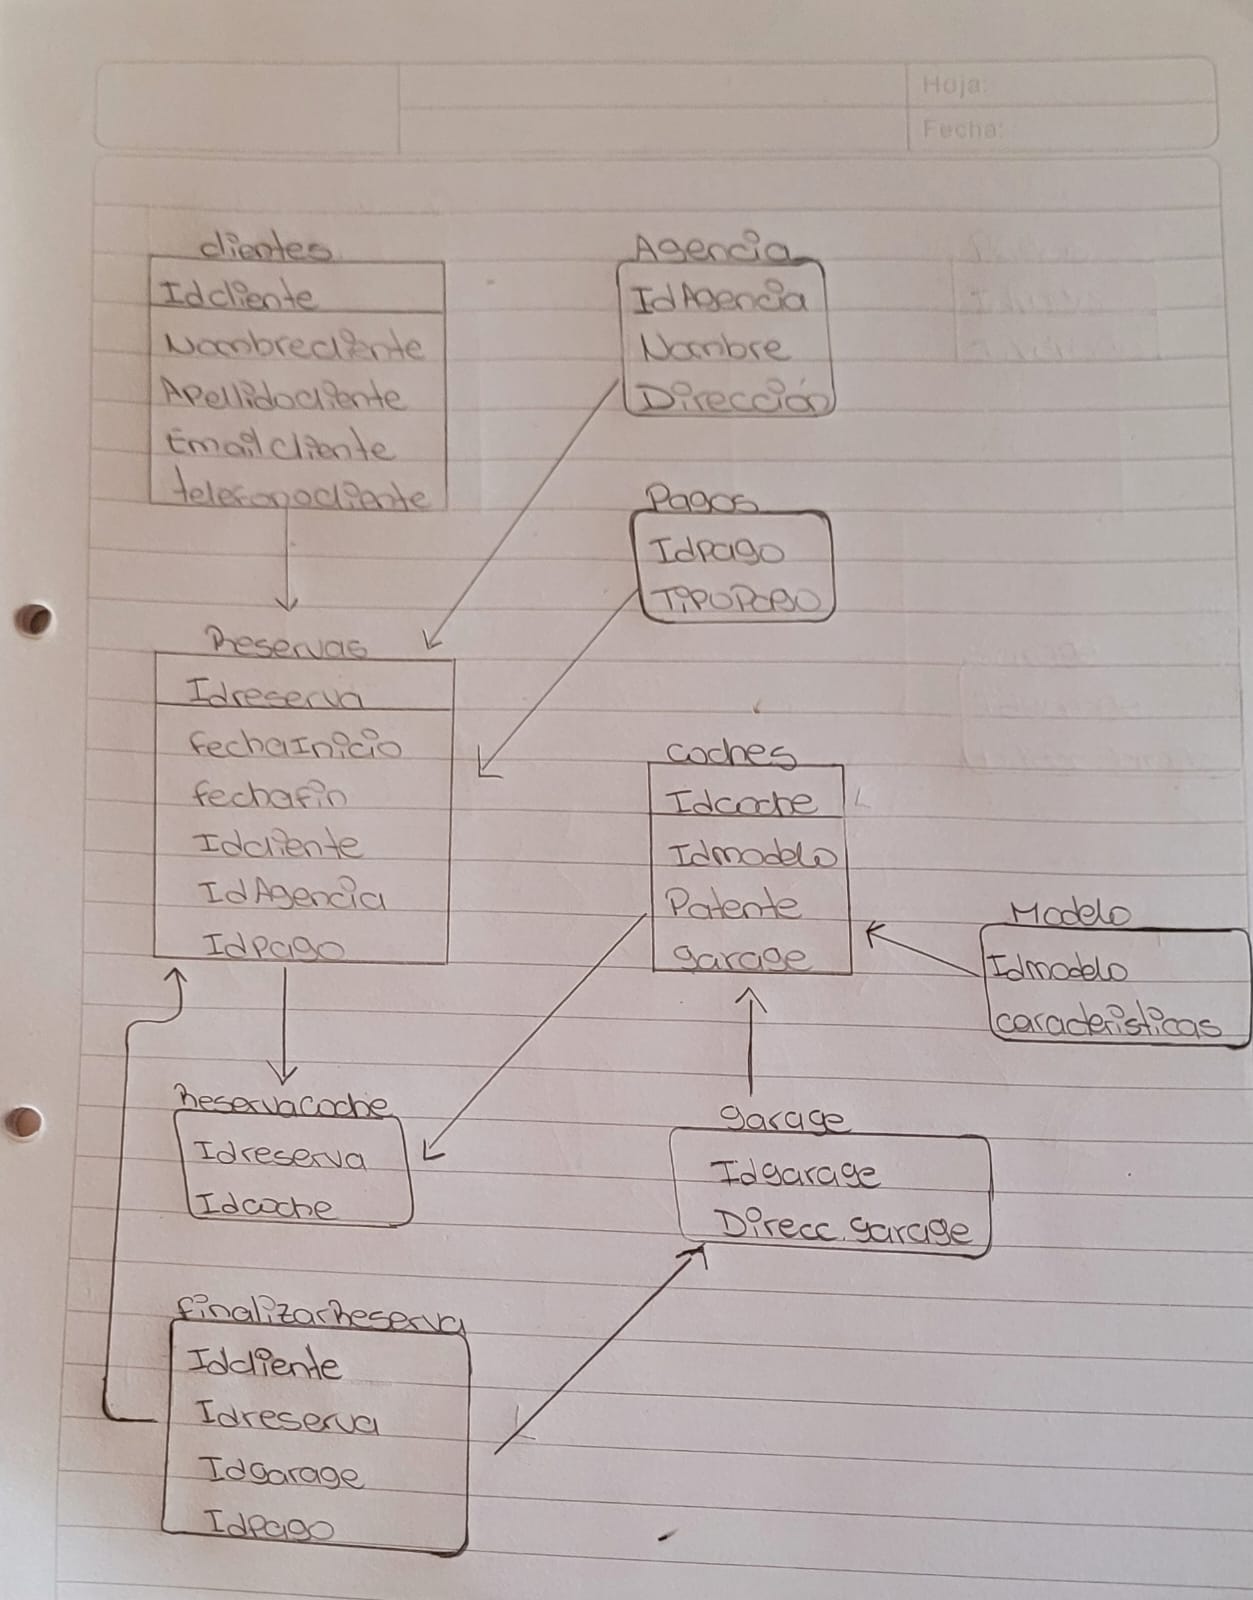 Hoja:
Fecha:
clientes
Idcliente
Nombrecliente
Apellidocliente
Emailcliente
telefonocliente
Agencia
IdAgencia
Nombre
Dirección
Pagos
Idpago
TipoPago
Reservas
Idreserva
fechaInicio
fechafin
Idcliente
IdAgencia
Idpago
coches
Idcoche
Idmodelo
Patente
garage
Modelo
Idmodelo
caracteristicas
Reservacoche
Idreserva
Idcoche
garage
Idgarage
Direcc.garage
finalizarReserva
Idcliente
Idreserva
Idgarage
Idpago